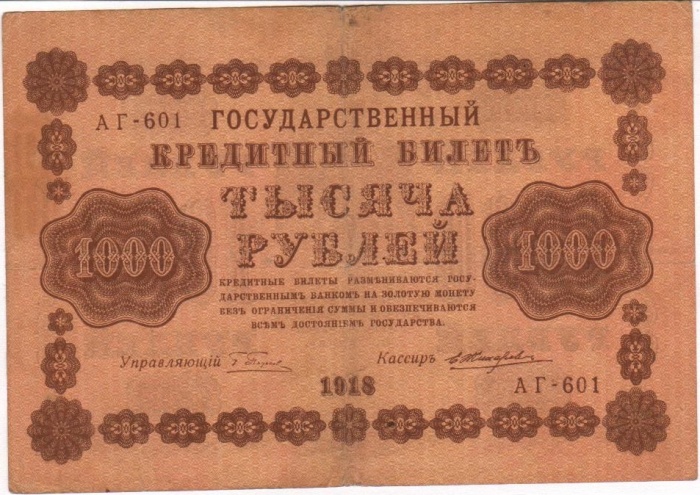 АГ-601 ГОСУДАРСТВЕННЫЙ
КРЕДИТНЫЙ БИЛЕТЪ
ТЫСЯЧА
РУБЛЕЙ
1000
1000
КРЕДИТНЫЕ БИЛЕТЫ РАЗМѢНИВАЮТСЯ ГОСУ-
ДАРСТВЕННЫМЪ БАНКОМЪ НА ЗОЛОТУЮ МОНЕТУ
БЕЗЪ ОГРАНИЧЕНІЯ СУММЫ И ОБЕЗПЕЧИВАЮТСЯ
ВСѢМЪ ДОСТОЯНІЕМЪ ГОСУДАРСТВА.
Управляющій
Кассиръ
1918
АГ-601